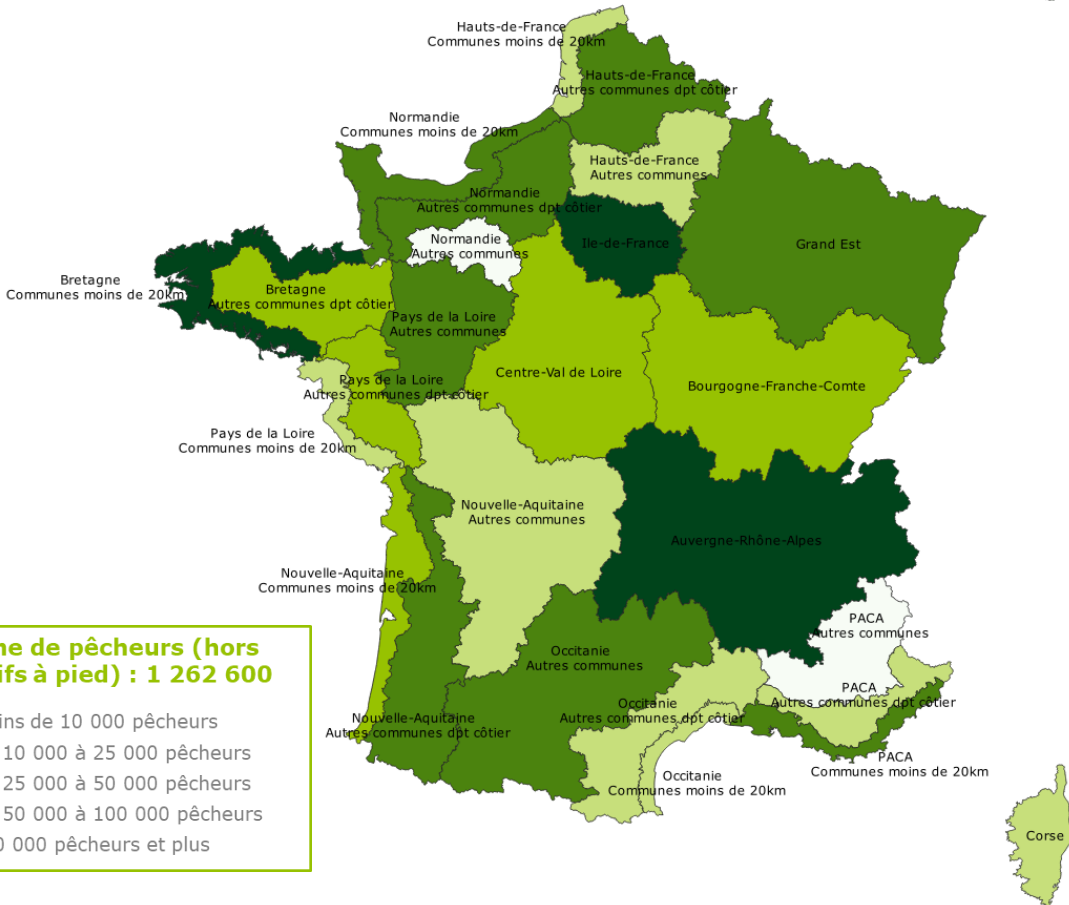 Hauts-de-France
Communes moins de 20km
Hauts-de-France
Autres communes dpt côtier
Normandie
Communes moins de 20km
Hauts-de-France
Autres communes
Normandie
Autres communes dpt côtier
Normandie
Autres communes
Ile-de-France
Grand Est
Bretagne
Communes moins de 20km
Bretagne
Autres communes dpt côtier
Pays de la Loire
Autres communes
Pays de la Loire
Autres communes dpt côtier
Centre-Val de Loire
Bourgogne-Franche-Comte
Pays de la Loire
Communes moins de 20km
Nouvelle-Aquitaine
Autres communes
Auvergne-Rhône-Alpes
Nouvelle-Aquitaine
Communes moins de 20km
PACA
Autres communes
Occitanie
Autres communes
PACA
Autres communes dpt côtier
Occitanie
Autres communes dpt côtier
Nouvelle-Aquitaine
Autres communes dpt côtier
PACA
Communes moins de 20km
Occitanie
Communes moins de 20km
Corse
de pêcheurs (hors
à pied) : 1 262 600
de 10 000 pêcheurs
10 000 à 25 000 pêcheurs
25 000 à 50 000 pêcheurs
50 000 à 100 000 pêcheurs
000 pêcheurs et plus